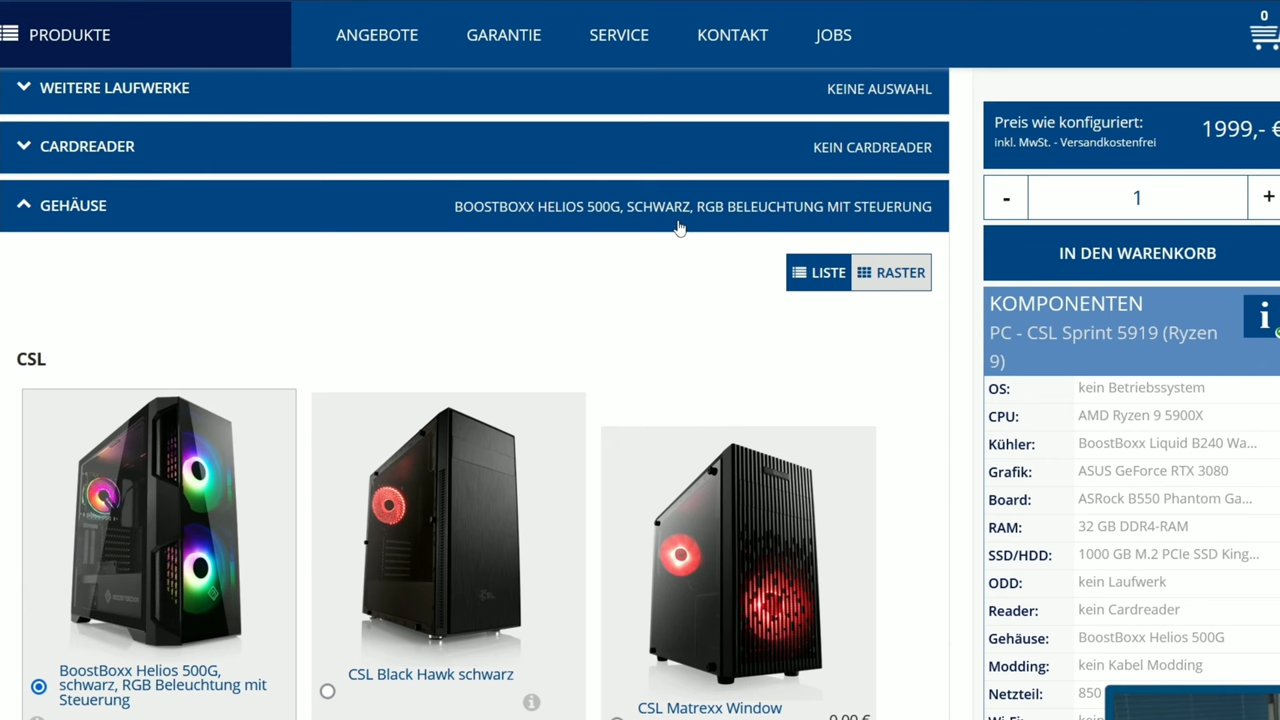 PRODUKTE
ANGEBOTE
GARANTIE
SERVICE
KONTAKT
JOBS
0
WEITERE LAUFWERKE
KEINE AUSWAHL
CARDREADER
KEIN CARDREADER
GEHÄUSE
BOOSTBOXX HELIOS 500G, SCHWARZ, RGB BELEUCHTUNG MIT STEUERUNG
LISTE
RASTER
CSL
BoostBoxx Helios 500G,
schwarz, RGB Beleuchtung mit
Steuerung
CSL Black Hawk schwarz
CSL Matrexx Window
0,00 €
Preis wie konfiguriert:
1999,- €
inkl. MwSt. - Versandkostenfrei
- 1 +
IN DEN WARENKORB
KOMPONENTEN
PC - CSL Sprint 5919 (Ryzen
9)
OS: kein Betriebssystem
CPU: AMD Ryzen 9 5900X
Kühler: BoostBoxx Liquid B240 Wa...
Grafik: ASUS GeForce RTX 3080
Board: ASRock B550 Phantom Ga...
RAM: 32 GB DDR4-RAM
SSD/HDD: 1000 GB M.2 PCIe SSD King...
ODD: kein Laufwerk
Reader: kein Cardreader
Gehäuse: BoostBoxx Helios 500G
Modding: kein Kabel Modding
Netzteil: 850